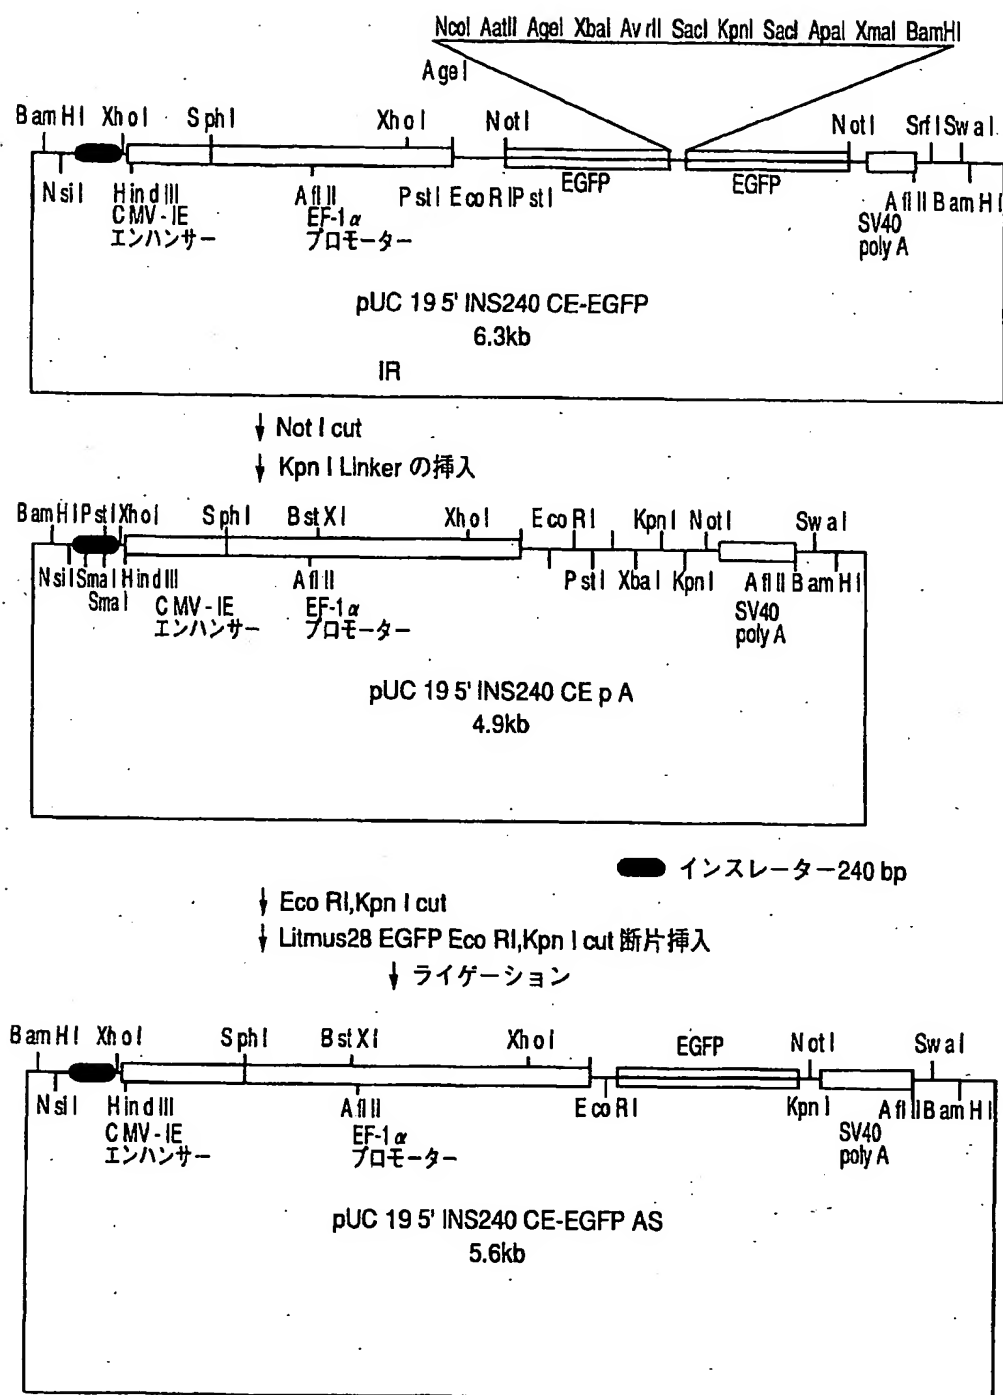 NcoI AatII AgeI XbaI AvrII SacI KpnI SacI ApaI XmaI BamHI
AgeI
BamHI XhoI SphI XhoI NotI NotI SrfI SwaI
NsiI HindIII AflII PstI EcoRI PstI EGFP EGFP AflII BamHI
CMV-IE EF-1α SV40
エンハンサー プロモーター poly A
pUC 19 5' INS240 CE-EGFP
6.3kb
IR
↓ Not I cut
↓ Kpn I Linker の挿入
BamHI PstI XhoI SphI BstXI XhoI EcoRI KpnI NotI SwaI
NsiI SmaI HindIII AflII PstI XbaI KpnI AflII BamHI
SmaI CMV-IE EF-1α SV40
エンハンサー プロモーター poly A
pUC 19 5' INS240 CE p A
4.9kb
インスレーター240 bp
↓ Eco RI,Kpn I cut
↓ Litmus28 EGFP Eco RI,Kpn I cut 断片挿入
↓ ライゲーション
BamHI XhoI SphI BstXI XhoI EGFP NotI SwaI
NsiI HindIII AflII EcoRI KpnI AflII BamHI
CMV-IE EF-1α SV40
エンハンサー プロモーター poly A
pUC 19 5' INS240 CE-EGFP AS
5.6kb